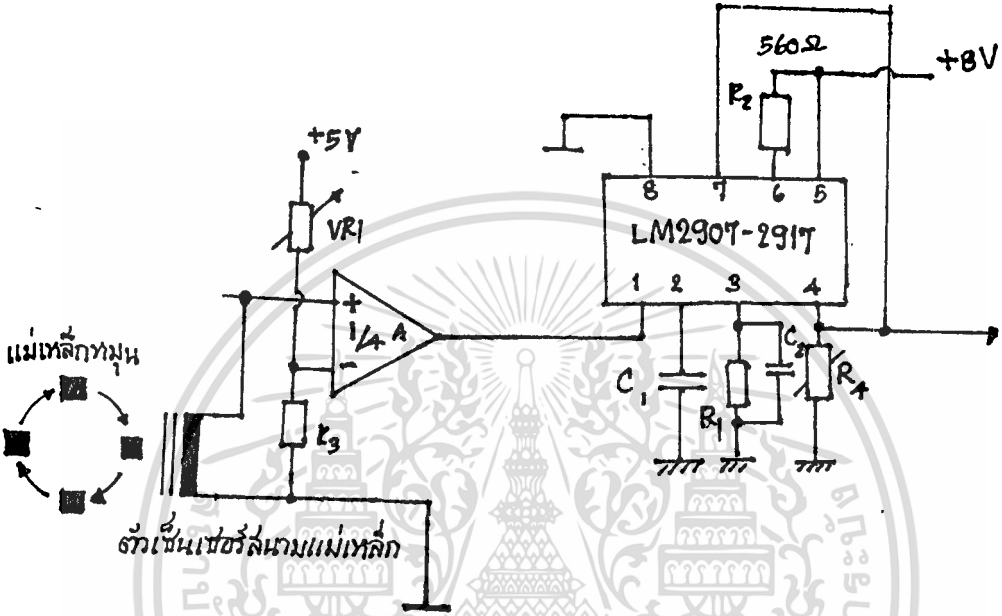 560Ω
+8V
R2
+5V
VR1
8 7 6 5
LM2907-2917
1 2 3 4
+
1/4 A
-
แม่เหล็กหมุน
R3
C1
R1
C2
R4
ตัวเซ็นเซอร์สนามแม่เหล็ก